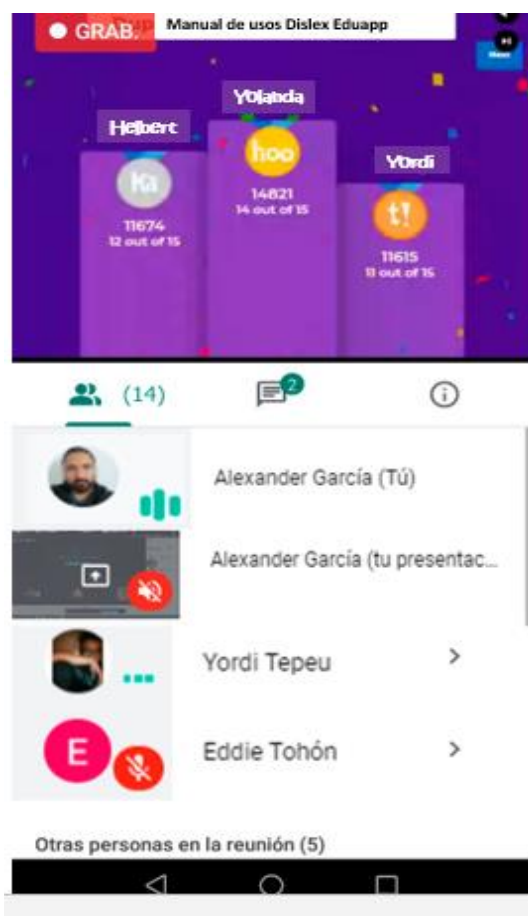 GRAB.
Manual de usos Dislex Eduapp
Yolanda
Helbert
Yordi
Ka
hoo
t!
14821
14 out of 15
11674
12 out of 15
11615
11 out of 15
(14)
2
Alexander García (Tú)
Alexander García (tu presentac...
Yordi Tepeu
E
Eddie Tohón
Otras personas en la reunión (5)